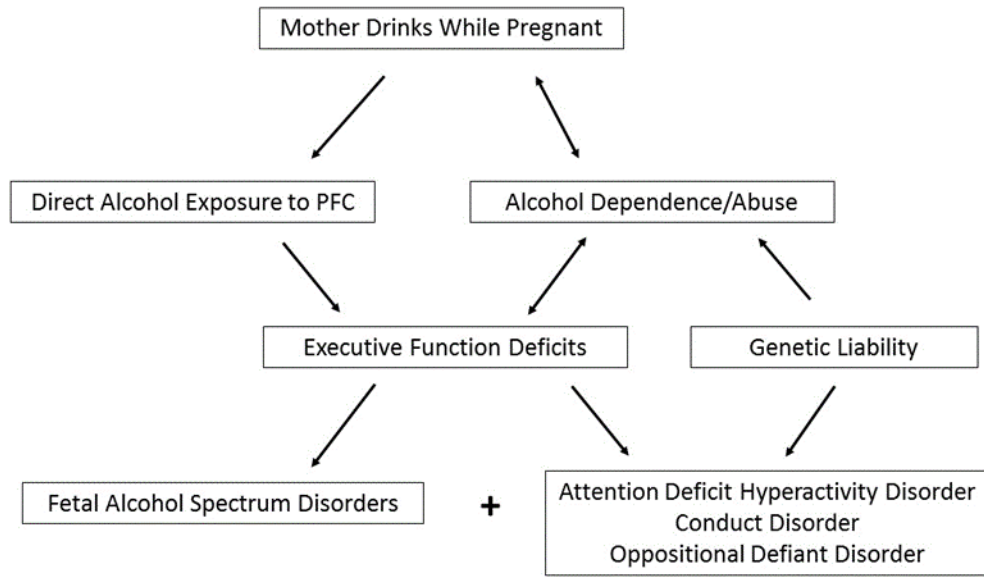 Mother Drinks While Pregnant
Direct Alcohol Exposure to PFC
Alcohol Dependence/Abuse
Executive Function Deficits
Genetic Liability
Fetal Alcohol Spectrum Disorders
+
Attention Deficit Hyperactivity Disorder
Conduct Disorder
Oppositional Defiant Disorder